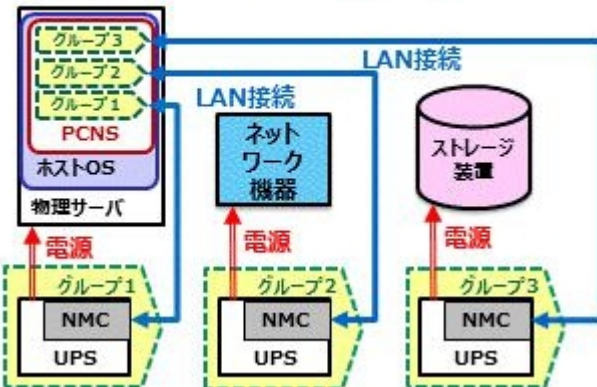 グループ3
グループ2
グループ1
PCNS
ホストOS
物理サーバ
LAN接続
LAN接続
ネット
ワーク
機器
ストレージ
装置
電源
電源
電源
グループ1
NMC
UPS
グループ2
NMC
UPS
グループ3
NMC
UPS